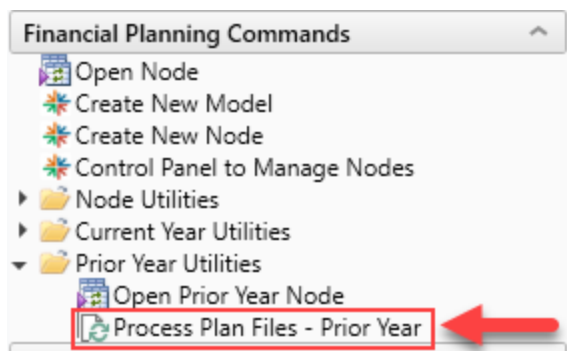 Financial Planning Commands
Open Node
Create New Model
Create New Node
Control Panel to Manage Nodes
Node Utilities
Current Year Utilities
Prior Year Utilities
Open Prior Year Node
Process Plan Files - Prior Year